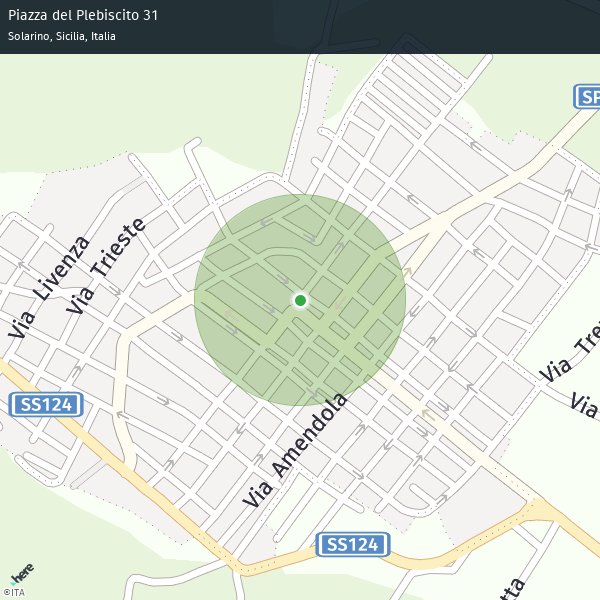 Piazza del Plebiscito 31
Solarino, Sicilia, Italia
SP
Via Livenza
Via Trieste
Via Tre
Via
SS124
Via Amendola
SS124
tta
here
©ITA